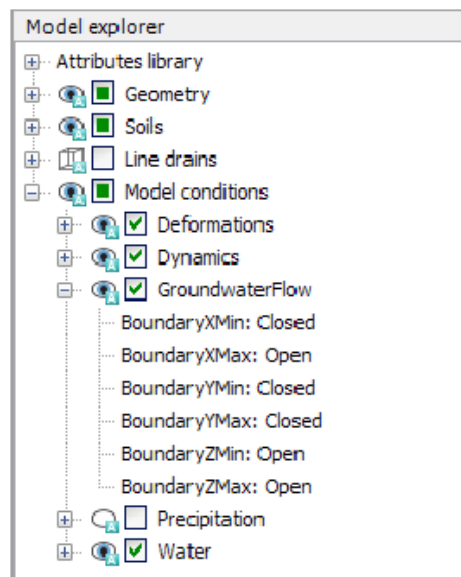 Model explorer
Attributes library
Geometry
Soils
Line drains
Model conditions
Deformations
Dynamics
GroundwaterFlow
BoundaryXMin: Closed
BoundaryXMax: Open
BoundaryYMin: Closed
BoundaryYMax: Closed
BoundaryZMin: Open
BoundaryZMax: Open
Precipitation
Water